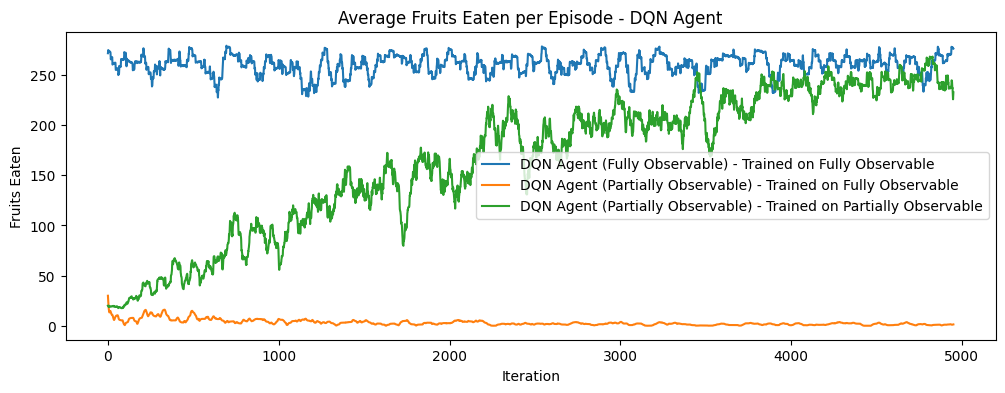 Average Fruits Eaten per Episode - DQN Agent
Fruits Eaten
250
200
150
100
50
0
DQN Agent (Fully Observable) - Trained on Fully Observable
DQN Agent (Partially Observable) - Trained on Fully Observable
DQN Agent (Partially Observable) - Trained on Partially Observable
0 1000 2000 3000 4000 5000
Iteration